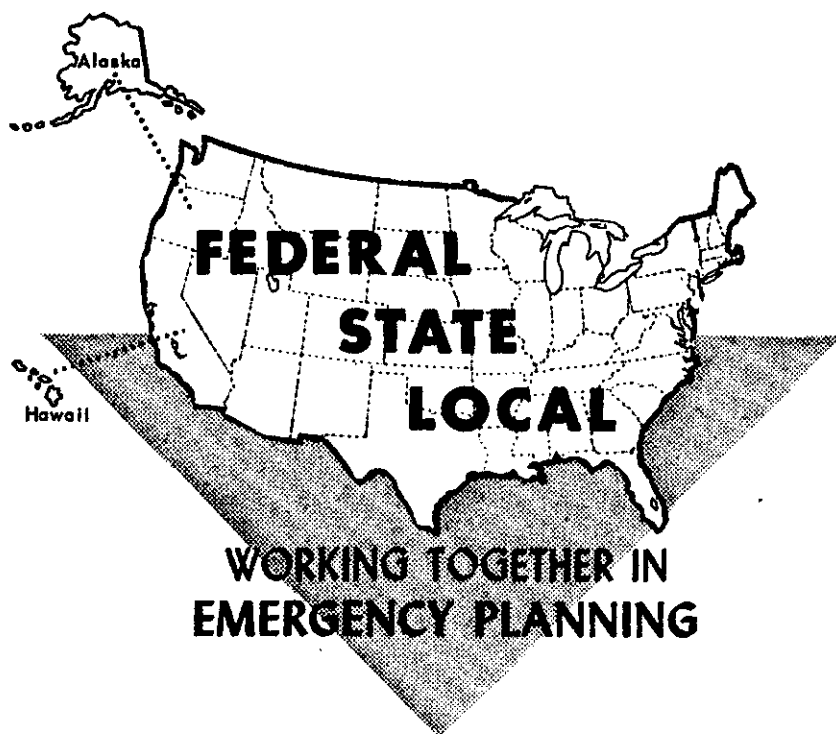 Alaska
FEDERAL
STATE
LOCAL
Hawaii
WORKING TOGETHER IN
EMERGENCY PLANNING